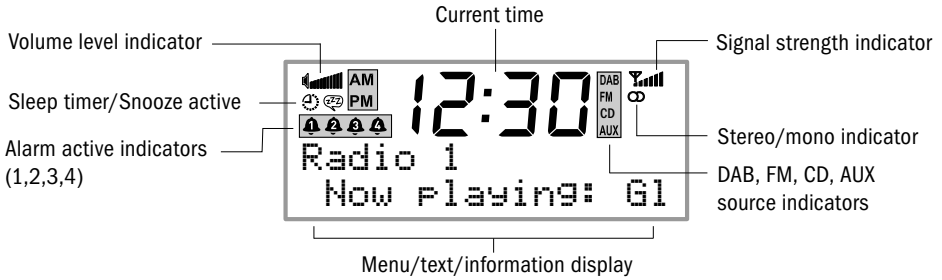 Current time
Volume level indicator
Signal strength indicator
AM
PM
12:30
DAB
FM
CD
AUX
Sleep timer/Snooze active
zzz
Stereo/mono indicator
Alarm active indicators
(1,2,3,4)
1 2 3 4
Radio 1
Now playing: Gl
DAB, FM, CD, AUX
source indicators
Menu/text/information display